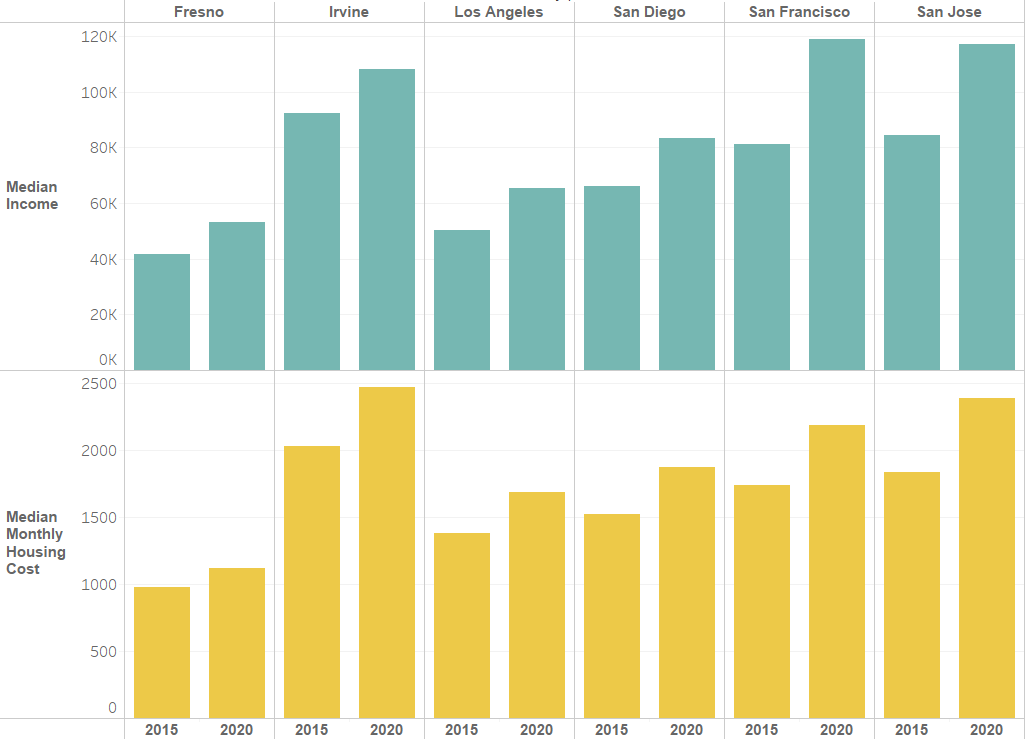 Fresno Irvine Los Angeles San Diego San Francisco San Jose
120K
100K
80K
Median
Income
60K
40K
20K
0K
2500
2000
1500
Median
Monthly
Housing
Cost
1000
500
0
2015 2020 2015 2020 2015 2020 2015 2020 2015 2020 2015 2020